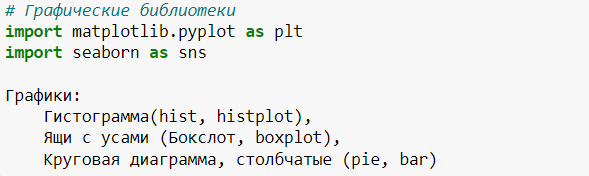 # Графические библиотеки
import matplotlib.pyplot as plt
import seaborn as sns
Графики:
Гистограмма(hist, histplot),
Ящи с усами (Бокслот, boxplot),
Круговая диаграмма, столбчатые (pie, bar)